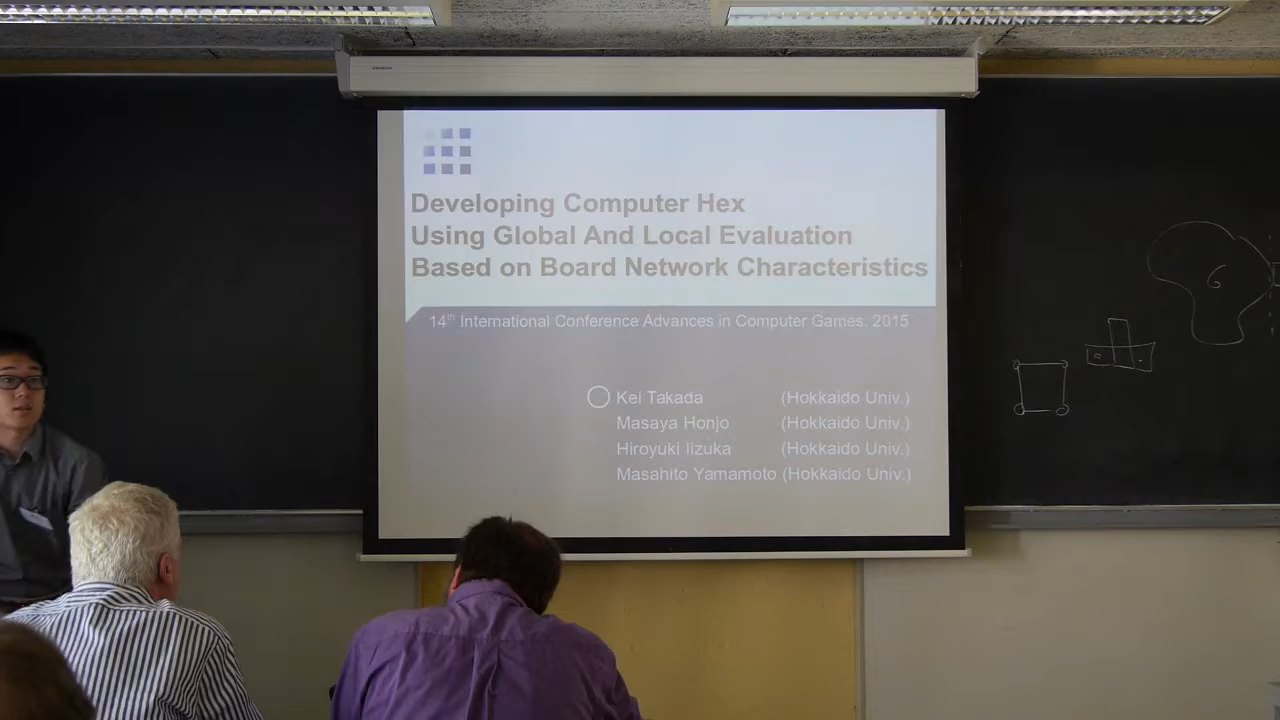 Developing Computer Hex
Using Global And Local Evaluation
Based on Board Network Characteristics
14th International Conference Advances in Computer Games, 2015
Kei Takada (Hokkaido Univ.)
Masaya Honjo (Hokkaido Univ.)
Hiroyuki Iizuka (Hokkaido Univ.)
Masahito Yamamoto (Hokkaido Univ.)
G